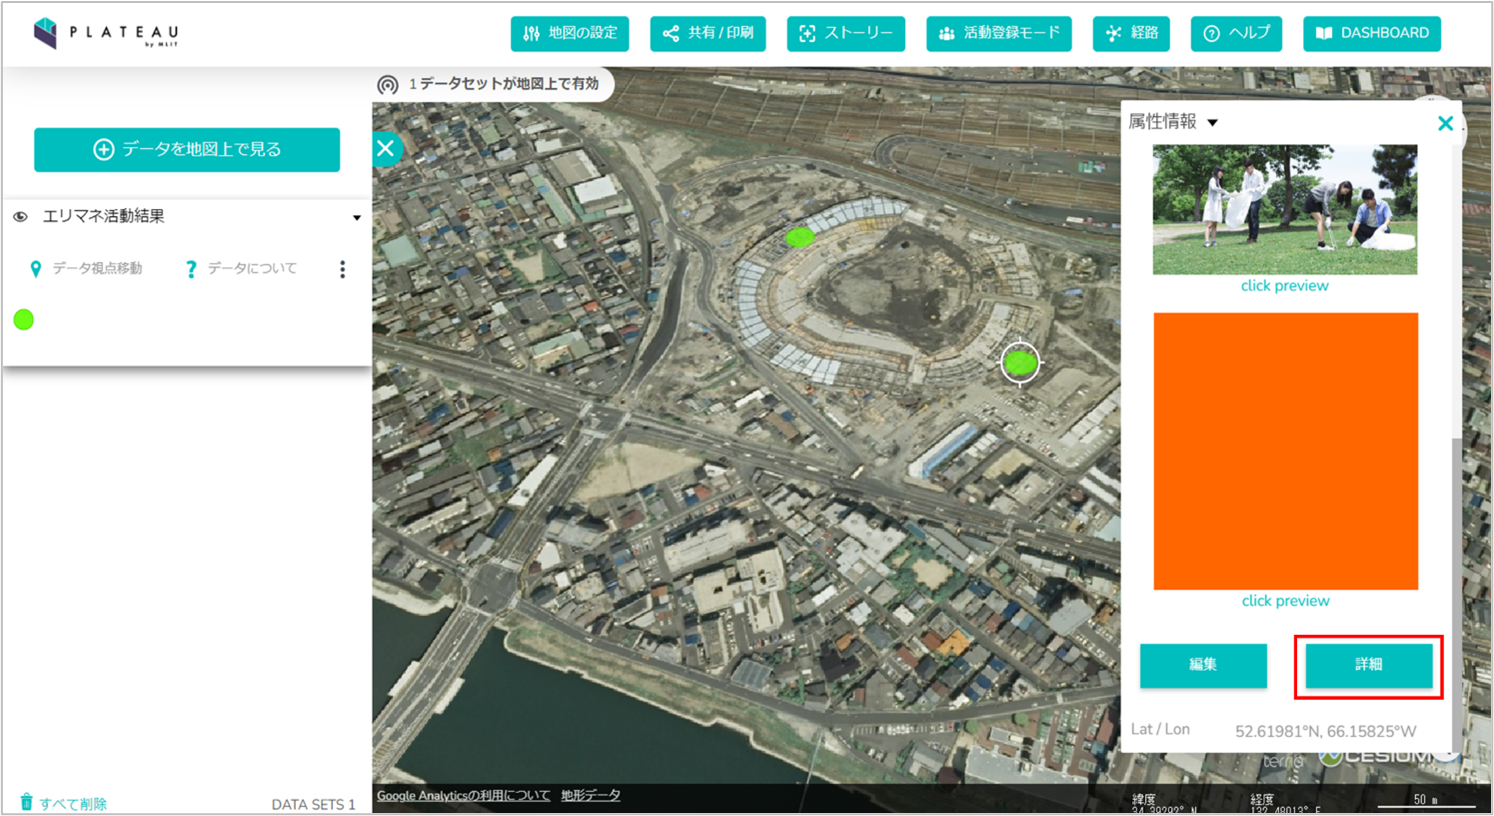 PLATEAU
by MLIT
地図の設定
共有 / 印刷
ストーリー
活動登録モード
経路
ヘルプ
DASHBOARD
1 データセットが地図上で有効
データを地図上で見る
エリマネ活動結果
データ視点移動
データについて
すべて削除
DATA SETS 1
属性情報
click preview
click preview
編集
詳細
Lat / Lon
52.61981°N, 66.15825°W
terria
CESIUM
Google Analyticsの利用について
地形データ
緯度
34.39292° N
経度
132.48013° E
50 m